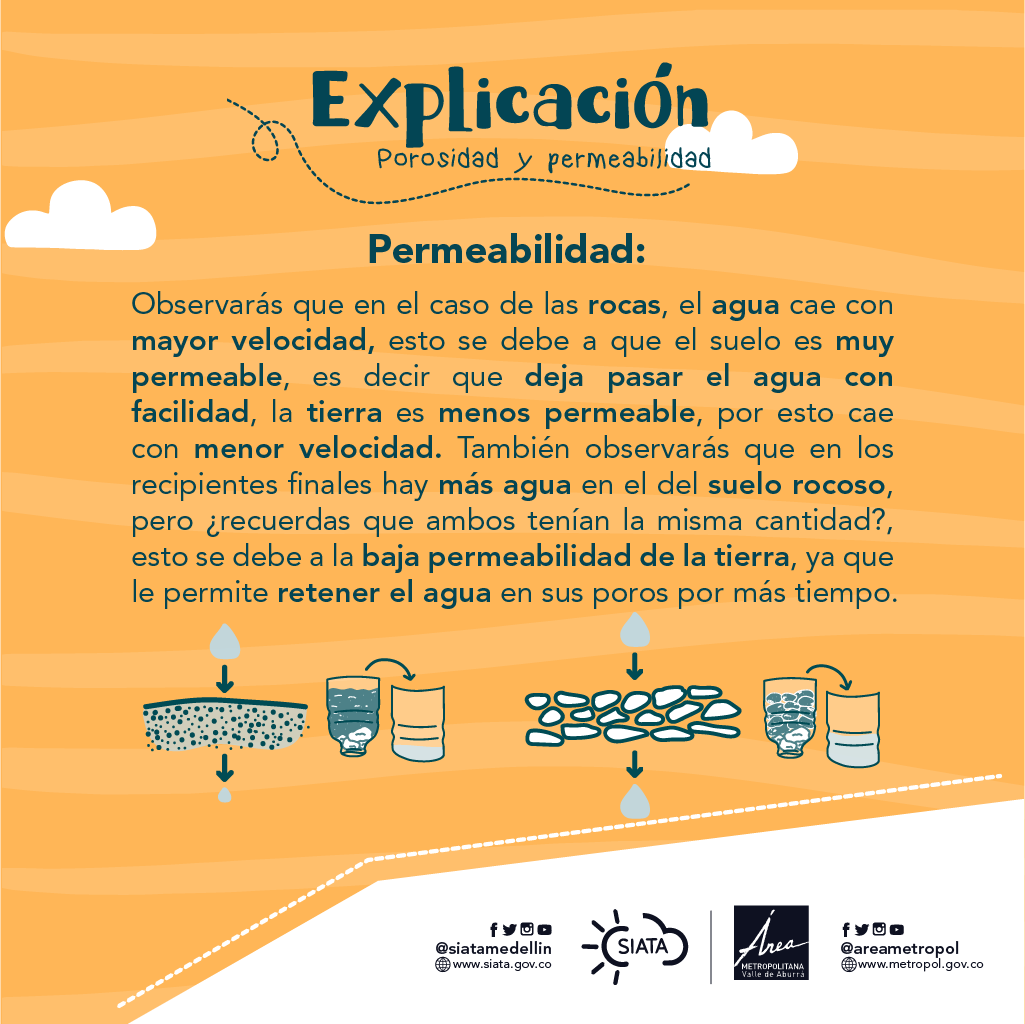 Explicación
Porosidad y permeabilidad
Permeabilidad:
Observarás que en el caso de las rocas, el agua cae con
mayor velocidad, esto se debe a que el suelo es muy
permeable, es decir que deja pasar el agua con
facilidad, la tierra es menos permeable, por esto cae
con menor velocidad. También observarás que en los
recipientes finales hay más agua en el del suelo rocoso,
pero ¿recuerdas que ambos tenían la misma cantidad?,
esto se debe a la baja permeabilidad de la tierra, ya que
le permite retener el agua en sus poros por más tiempo.
@siatamedellin
www.siata.gov.co
SIATA
Área
METROPOLITANA
Valle de Aburrá
@areametropol
www.metropol.gov.co